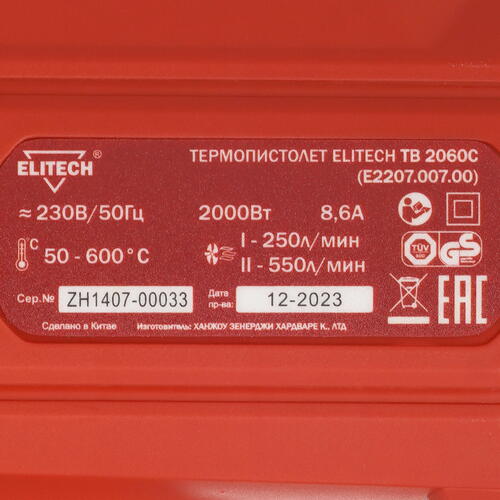 ELITECH®
ТЕРМОПИСТОЛЕТ ELITECH ТВ 2060С
(E2207.007.00)
≈ 230В/50Гц 2000Вт 8,6А
°C 50 - 600°C
I - 250л/мин
II - 550л/мин
TÜV GS
Сер.№ ZH1407-00033 Дата пр-ва: 12-2023
EAC
Сделано в Китае Изготовитель: ХАНЖОУ ЗЕНЕРДЖИ ХАРДВАРЕ К., ЛТД